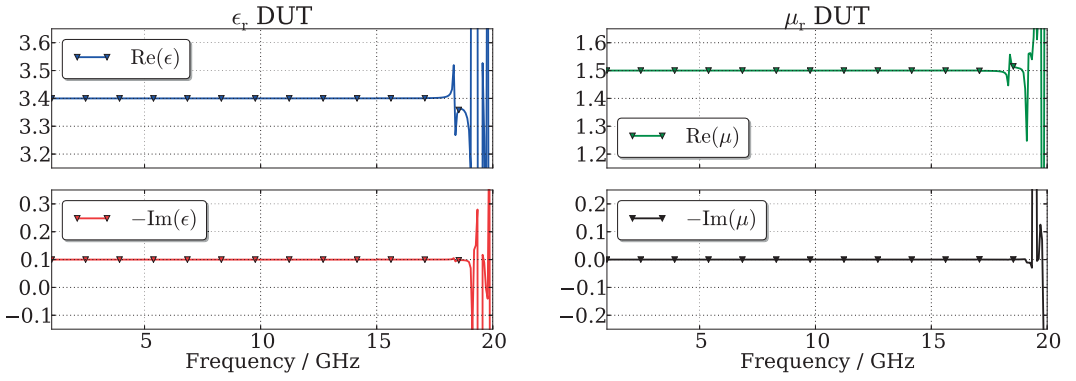 ϵ_r DUT
3.6
3.5
3.4
3.3
3.2
Re(ϵ)
0.3
0.2
0.1
0.0
−0.1
−Im(ϵ)
5 10 15 20
Frequency / GHz
μ_r DUT
1.6
1.5
1.4
1.3
1.2
Re(μ)
0.2
0.1
0.0
−0.1
−0.2
−Im(μ)
5 10 15 20
Frequency / GHz